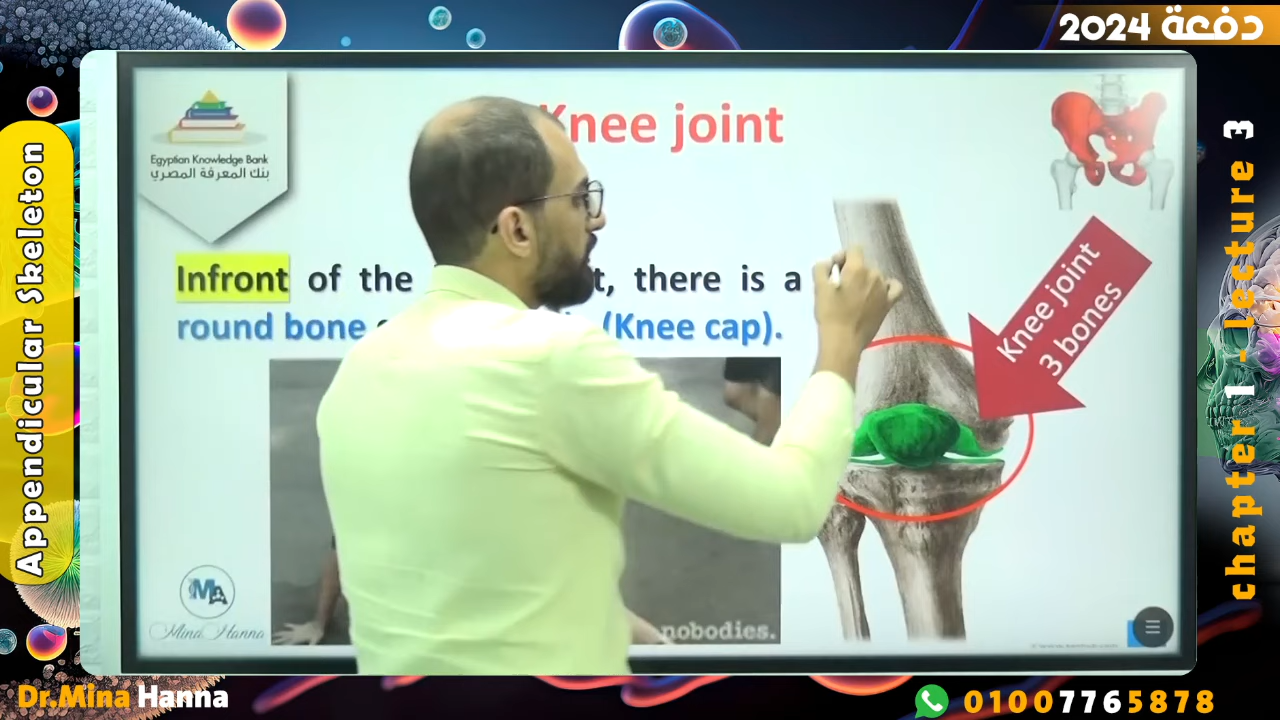 دفعة 2024
Knee joint
Egyptian Knowledge Bank
بنك المعرفة المصري
Appendicular Skeleton
chapter 1 - lecture 3
Knee joint
3 bones
Infront of the there is a
round bone (Knee cap).
MA
Mina Hanna
nobodies.
Dr.Mina Hanna
01007765878